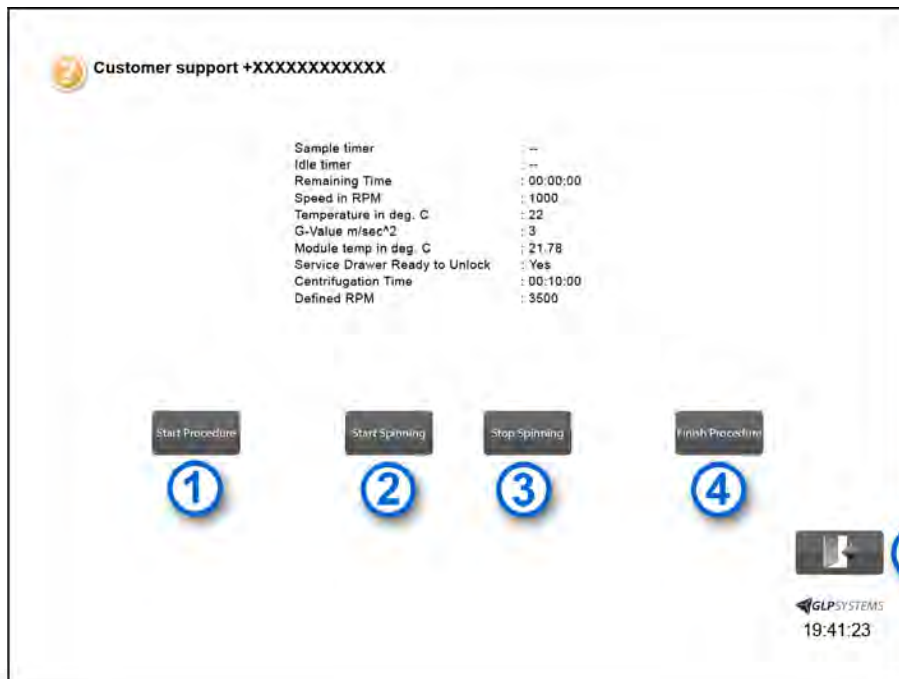 Customer support +XXXXXXXXXXXX
Sample timer : --
Idle timer : --
Remaining Time : 00:00:00
Speed in RPM : 1000
Temperature in deg. C : 22
G-Value m/sec^2 : 3
Module temp in deg. C : 21.78
Service Drawer Ready to Unlock : Yes
Centrifugation Time : 00:10:00
Defined RPM : 3500
Start Procedure Start Spinning Stop Spinning Finish Procedure
1 2 3 4
GLPSYSTEMS
19:41:23